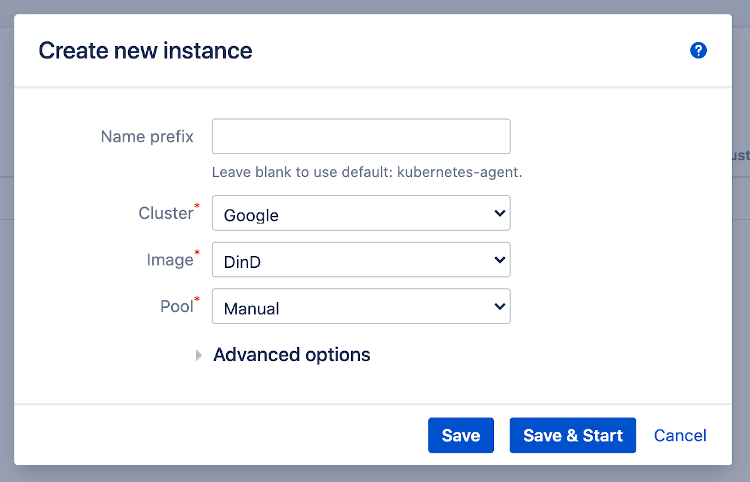 Create new instance
?
Name prefix
Leave blank to use default: kubernetes-agent.
ust
Cluster* Google
Image* DinD
Pool* Manual
Advanced options
Save Save & Start Cancel